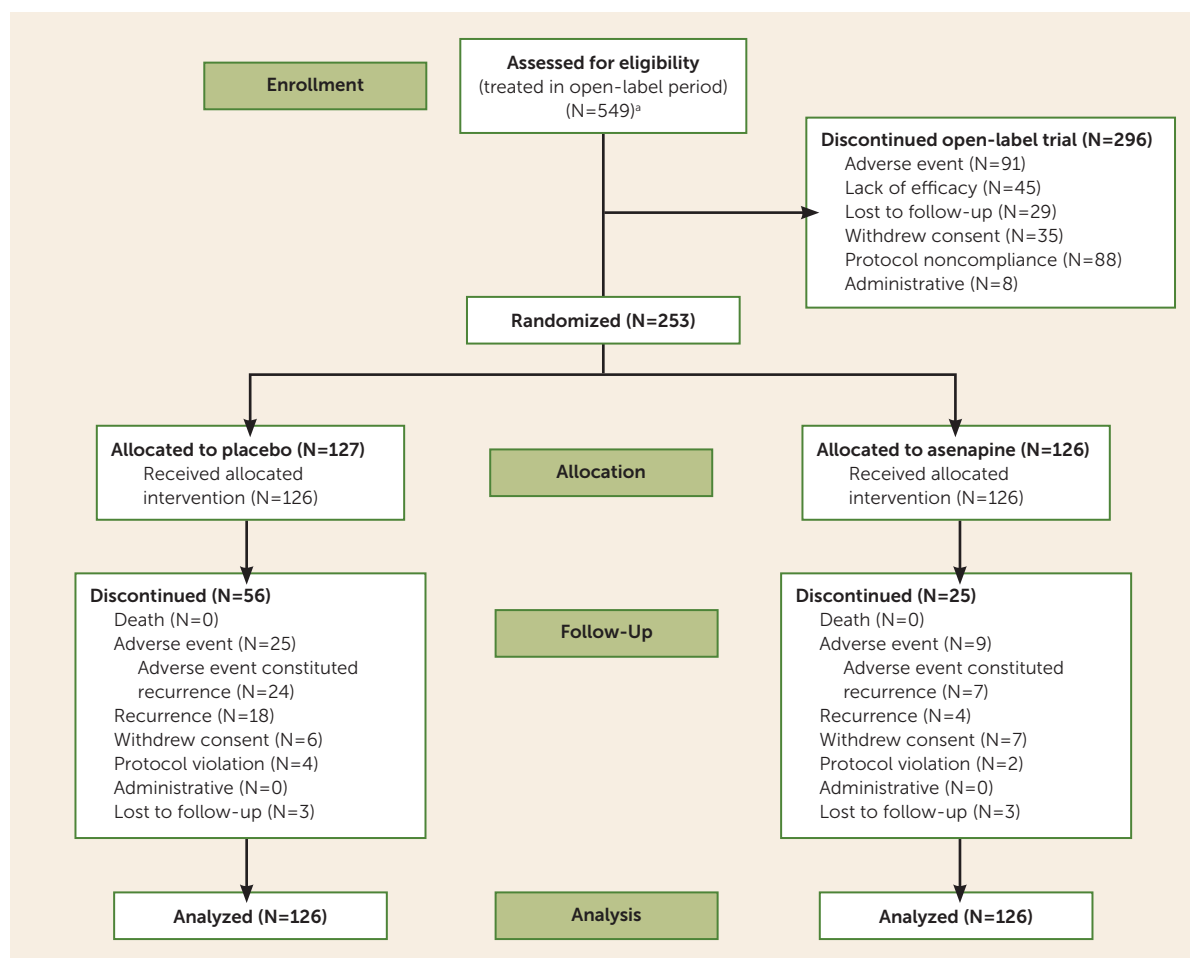 Enrollment
Assessed for eligibility
(treated in open-label period)
(N=549)ᵃ
Discontinued open-label trial (N=296)
Adverse event (N=91)
Lack of efficacy (N=45)
Lost to follow-up (N=29)
Withdrew consent (N=35)
Protocol noncompliance (N=88)
Administrative (N=8)
Randomized (N=253)
Allocated to placebo (N=127)
Received allocated
intervention (N=126)
Allocation
Allocated to asenapine (N=126)
Received allocated
intervention (N=126)
Discontinued (N=56)
Death (N=0)
Adverse event (N=25)
Adverse event constituted
recurrence (N=24)
Recurrence (N=18)
Withdrew consent (N=6)
Protocol violation (N=4)
Administrative (N=0)
Lost to follow-up (N=3)
Follow-Up
Discontinued (N=25)
Death (N=0)
Adverse event (N=9)
Adverse event constituted
recurrence (N=7)
Recurrence (N=4)
Withdrew consent (N=7)
Protocol violation (N=2)
Administrative (N=0)
Lost to follow-up (N=3)
Analyzed (N=126)
Analysis
Analyzed (N=126)